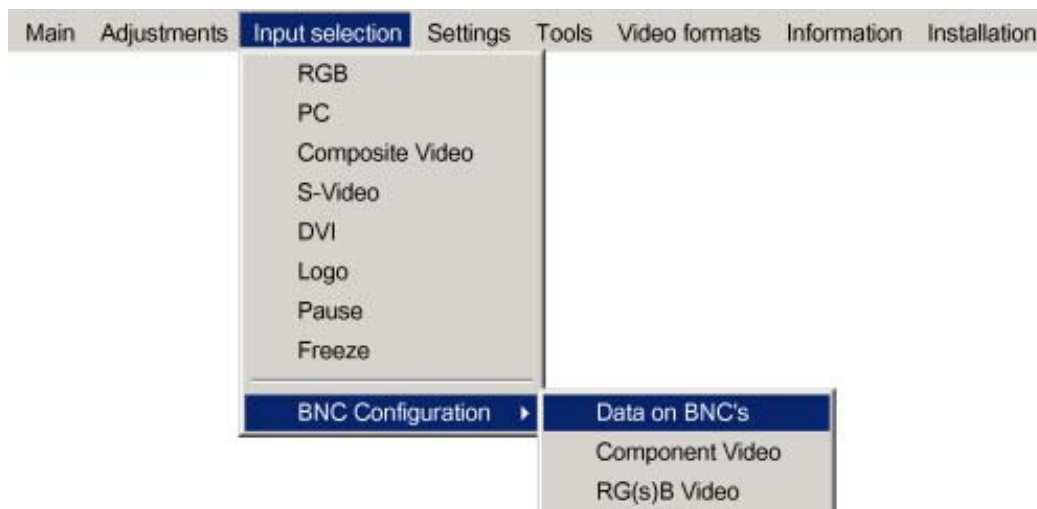 Main Adjustments Input selection Settings Tools Video formats Information Installation
RGB
PC
Composite Video
S-Video
DVI
Logo
Pause
Freeze
BNC Configuration
Data on BNC's
Component Video
RG(s)B Video